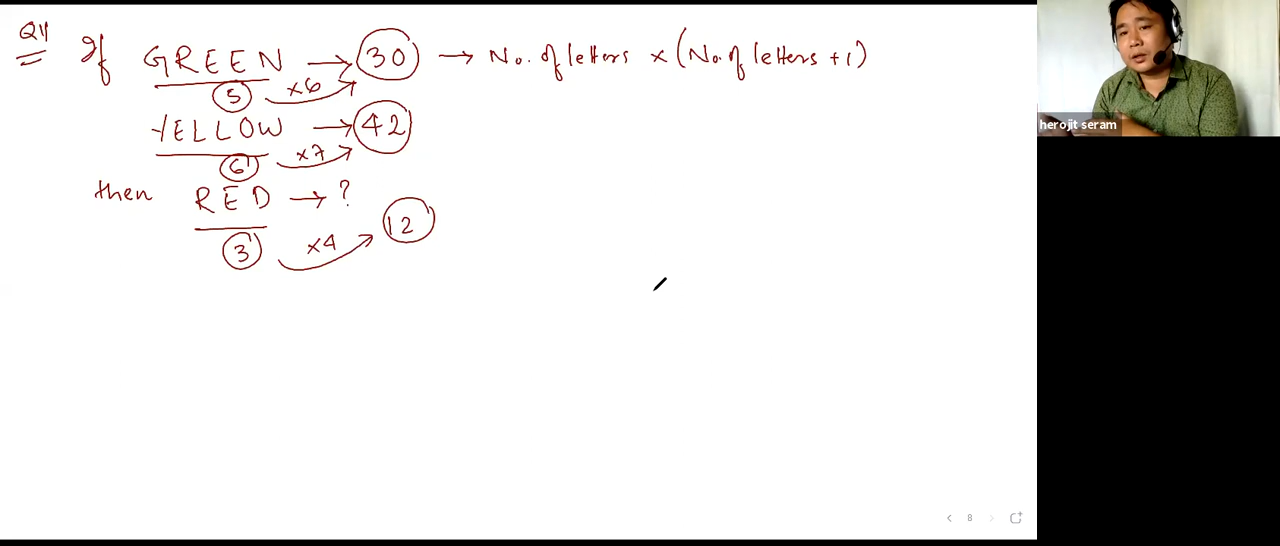 Q11 If GREEN → 30 → No. of letters × (No. of letters + 1)
5 ×6
YELLOW → 42
6 ×7
then RED → ?
3 ×4 12
herojit seram
8